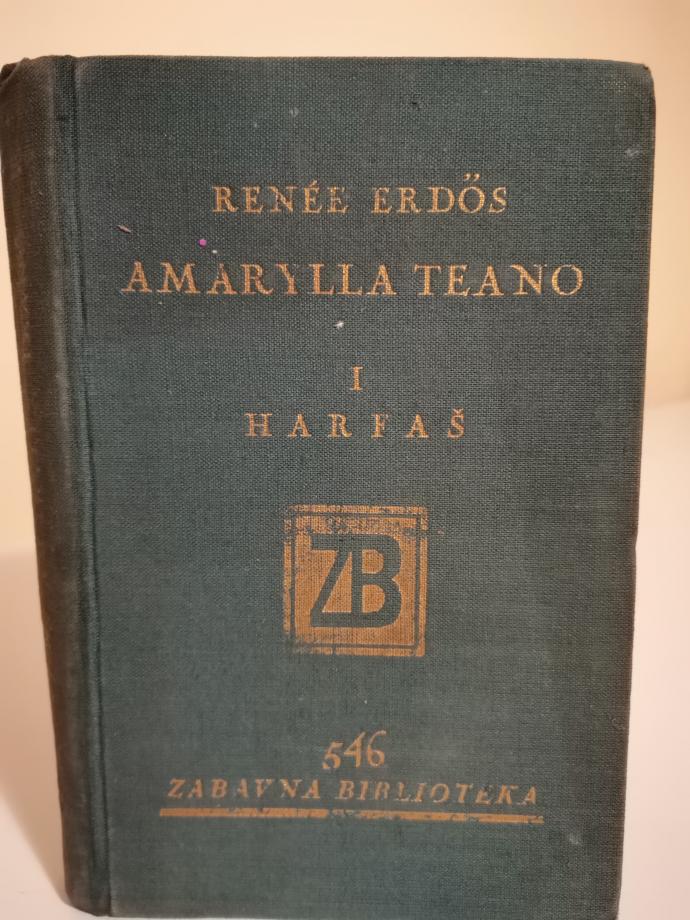 RENÉE ERDŐS
AMARYLLA TEANO
I
HARFAŠ
ZB
546
ZABAVNA BIBLIOTEKA